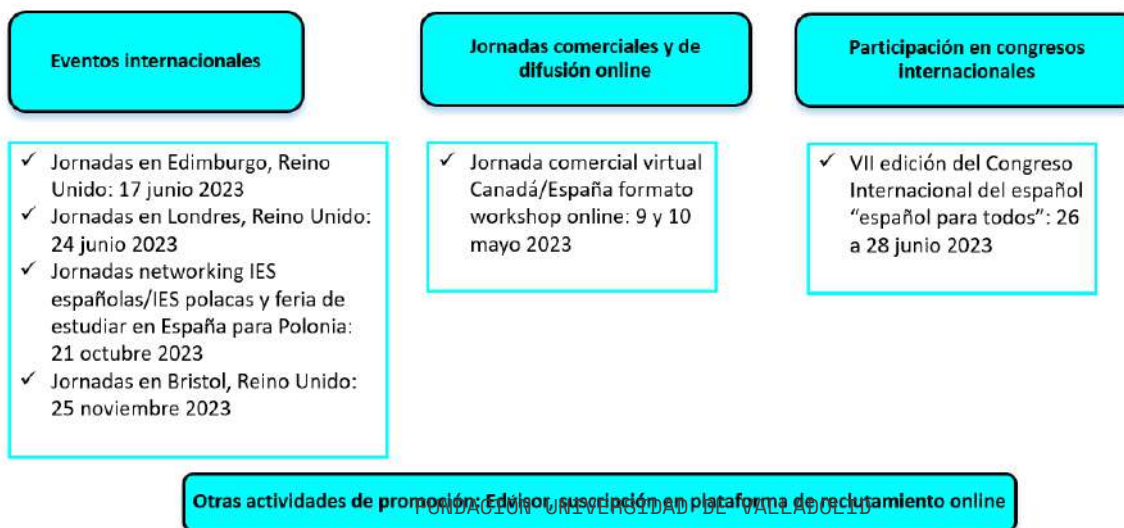 Eventos internacionales
✓ Jornadas en Edimburgo, Reino
Unido: 17 junio 2023
✓ Jornadas en Londres, Reino Unido:
24 junio 2023
✓ Jornadas networking IES
españolas/IES polacas y feria de
estudiar en España para Polonia:
21 octubre 2023
✓ Jornadas en Bristol, Reino Unido:
25 noviembre 2023
Jornadas comerciales y de
difusión online
✓ Jornada comercial virtual
Canadá/España formato
workshop online: 9 y 10
mayo 2023
Participación en congresos
internacionales
✓ VII edición del Congreso
Internacional del español
“español para todos”: 26
a 28 junio 2023
Otras actividades de promoción: Edvisor, suscripción en plataforma de reclutamiento online
FUNDACIÓN UNIVERSIDAD DE VALLADOLID